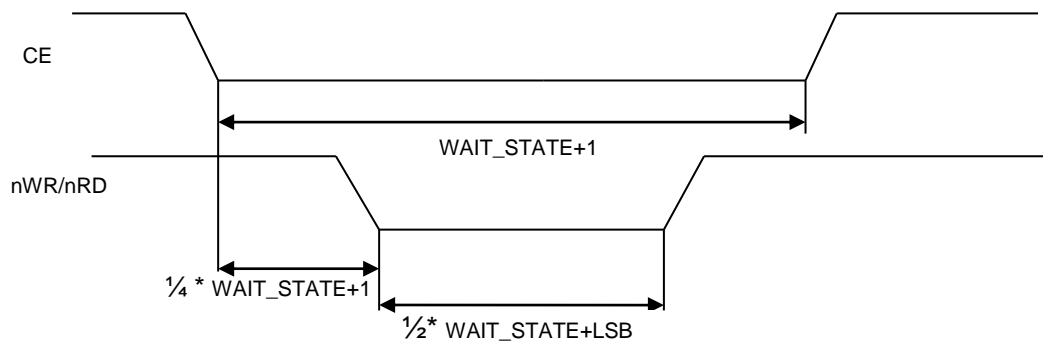 CE
WAIT_STATE+1
nWR/nRD
¼ * WAIT_STATE+1
½* WAIT_STATE+LSB